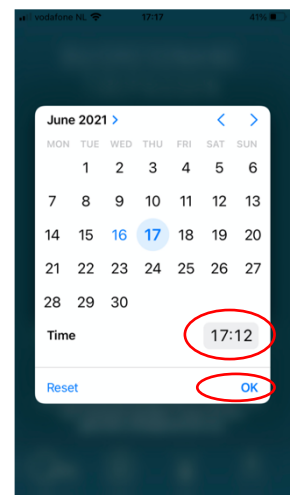 vodafone NL 17:17 41%
June 2021 >
MON TUE WED THU FRI SAT SUN
1 2 3 4 5 6
7 8 9 10 11 12 13
14 15 16 17 18 19 20
21 22 23 24 25 26 27
28 29 30
Time 17:12
Reset OK